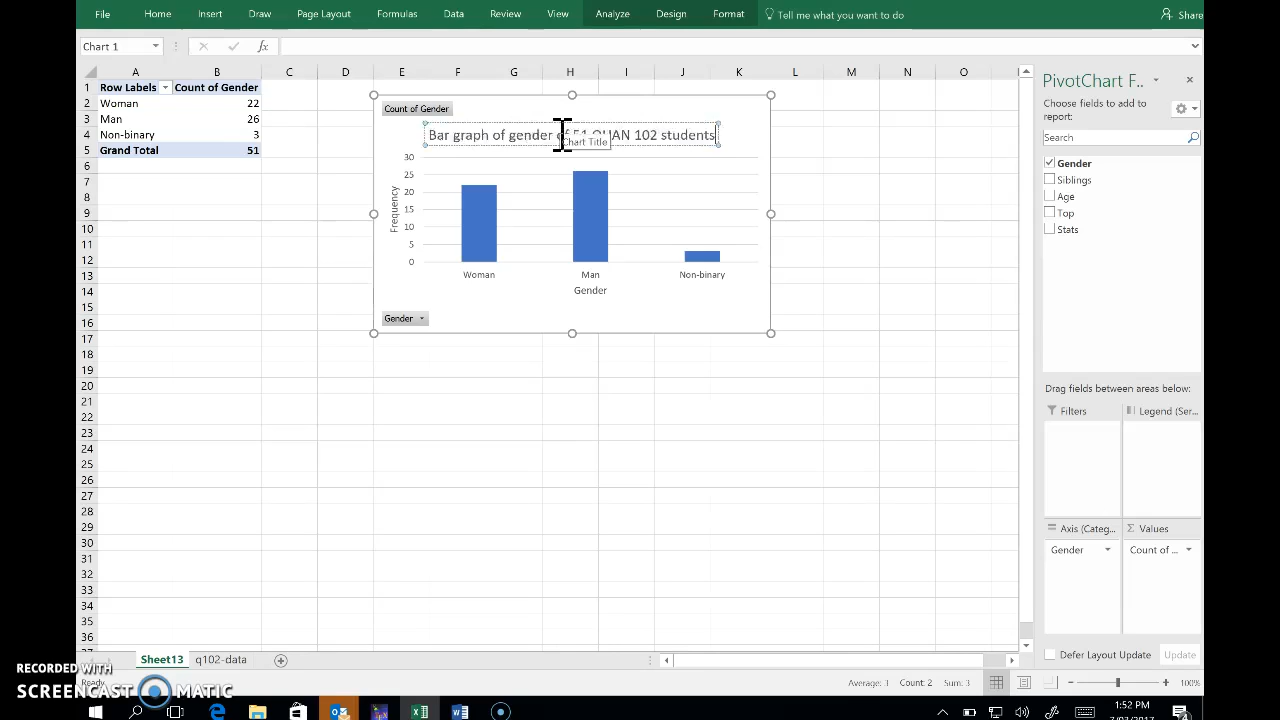 File Home Insert Draw Page Layout Formulas Data Review View Analyze Design Format Tell me what you want to do Share
Chart 1 fx
A B C D E F G H I J K L M N O
1 Row Labels Count of Gender
2 Woman 22
3 Man 26
4 Non-binary 3
5 Grand Total 51
6
7
8
9
10
11
12
13
14
15
16
17
18
19
20
21
22
23
24
25
26
27
28
29
30
31
32
33
34
35
36
37
Count of Gender
Bar graph of gender of 51 QUAN 102 students
Chart Title
30
25
20
15
10
5
0
Frequency
Woman Man Non-binary
Gender
Gender
PivotChart F...
Choose fields to add to report:
Search
Gender
Siblings
Age
Top
Stats
Drag fields between areas below:
Filters Legend (Ser...
Axis (Categ... Σ Values
Gender Count of ...
Defer Layout Update Update
Sheet13 q102-data
Ready Average: 3 Count: 2 Sum: 3 100%
RECORDED WITH
SCREENCAST MATIC
1:52 PM